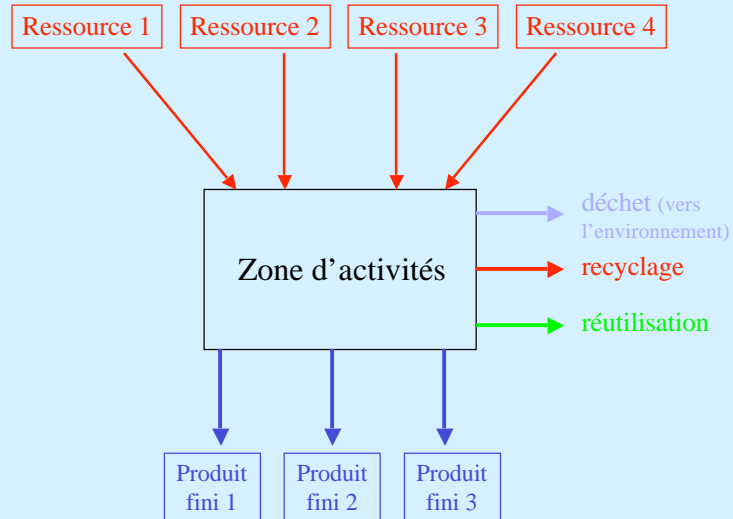 Ressource 1
Ressource 2
Ressource 3
Ressource 4
déchet (vers
l’environnement)
Zone d’activités
recyclage
réutilisation
Produit
fini 1
Produit
fini 2
Produit
fini 3